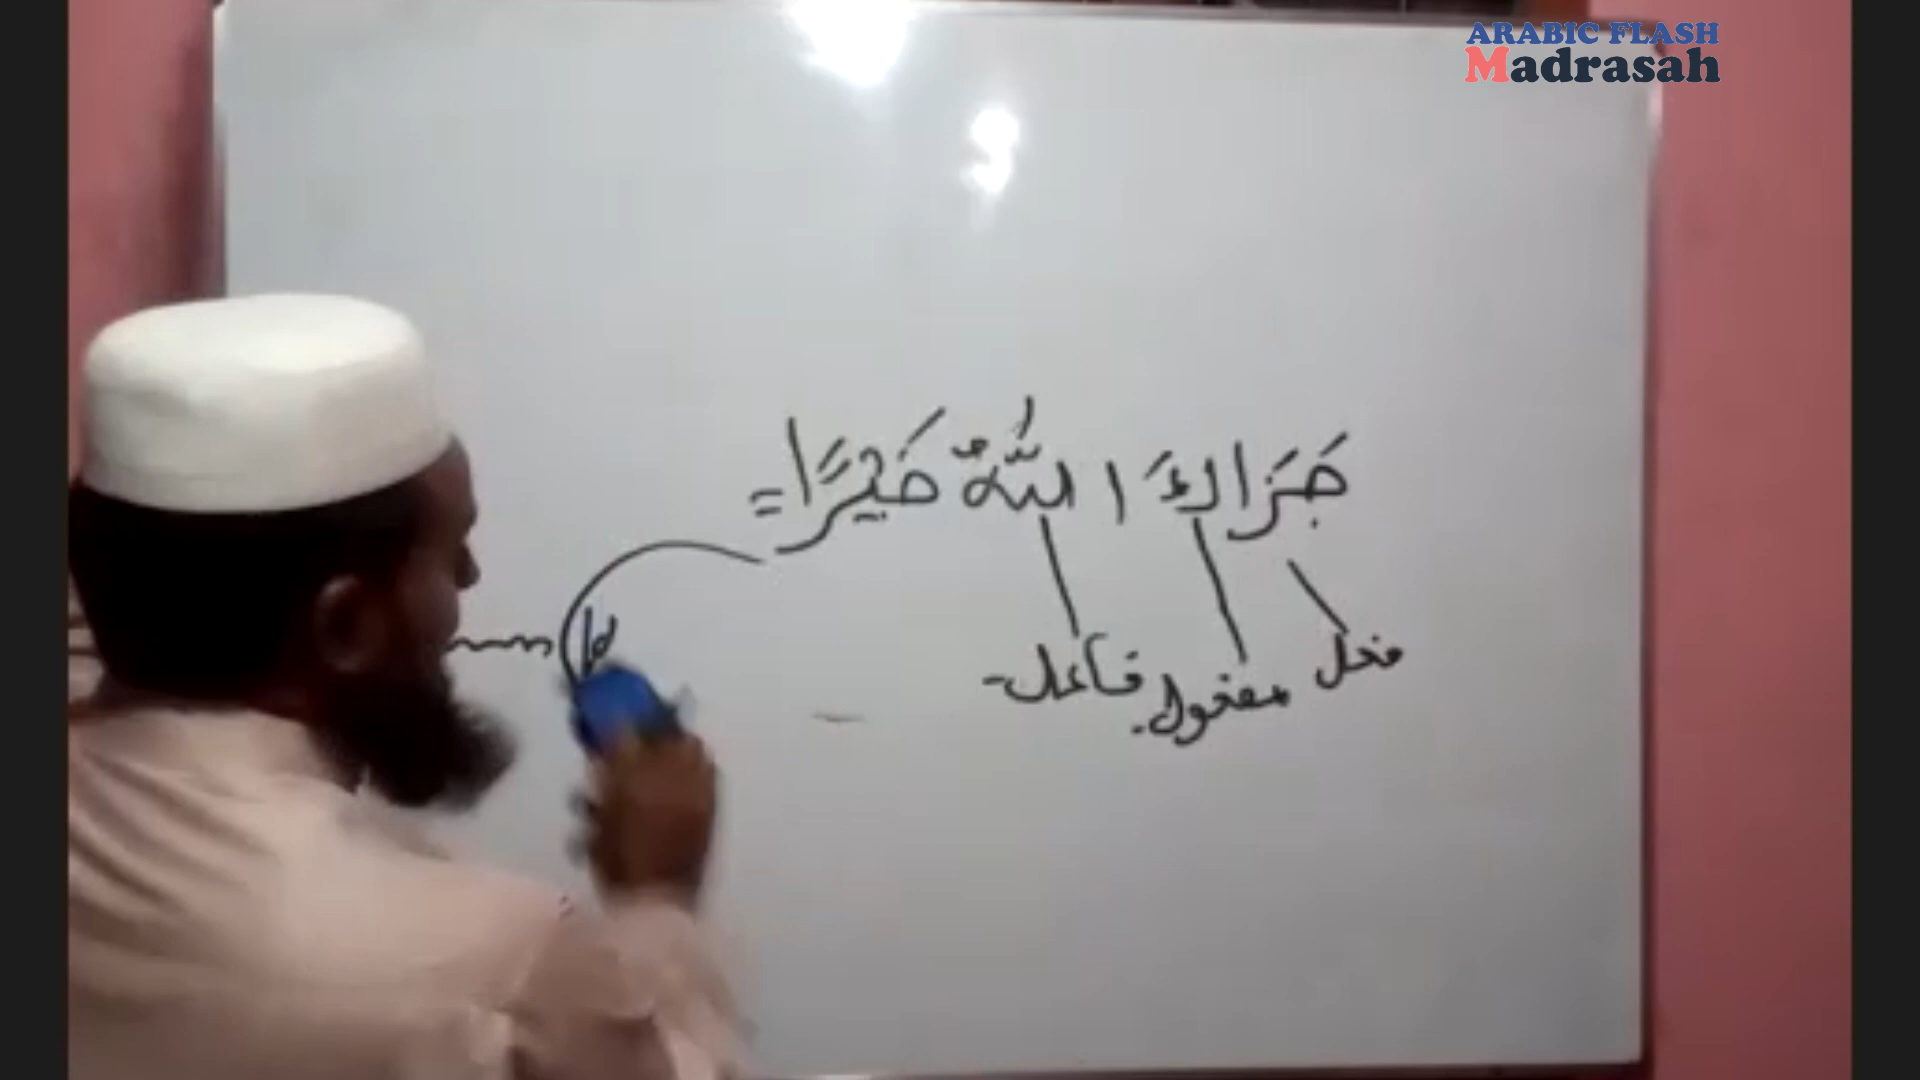 ARABIC FLASH
Madrasah
جَزَاكَ اللّٰهُ خَيْرًا =
فعل مفعول فاعل